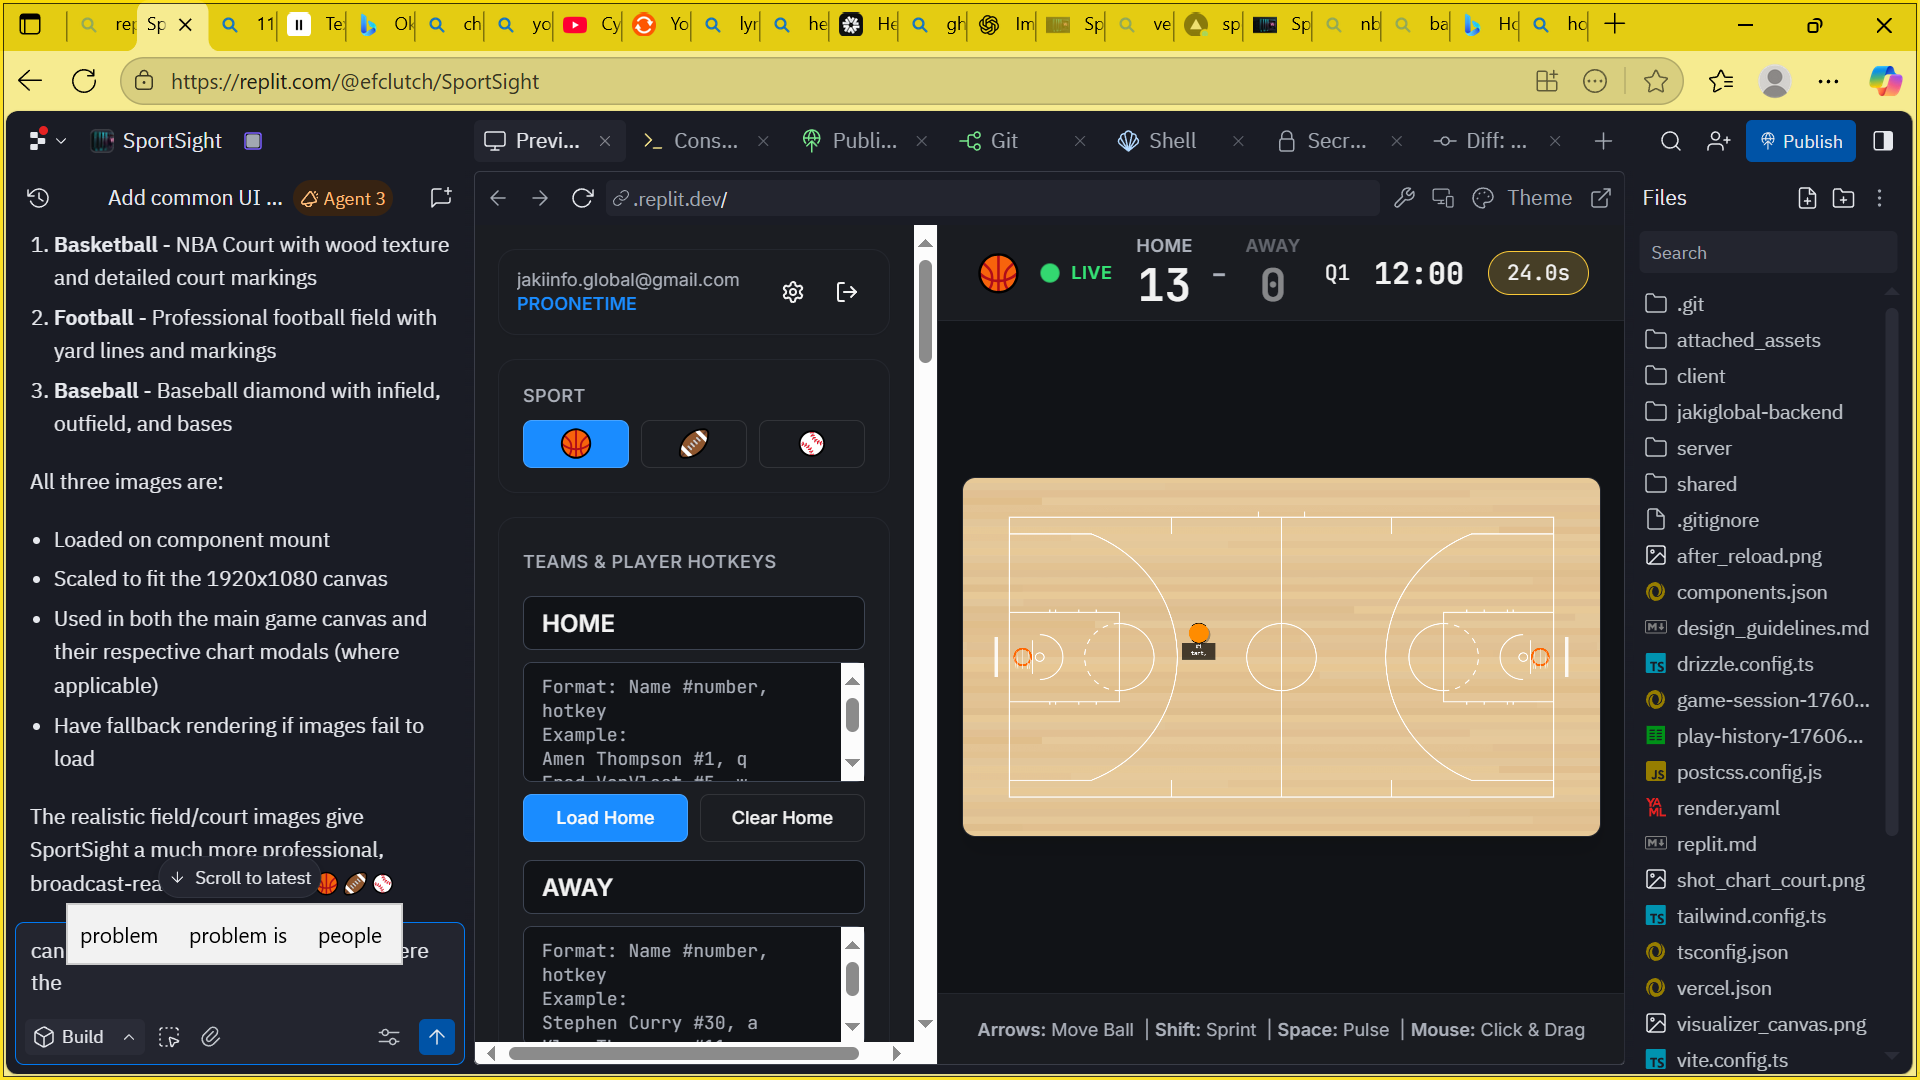 rep
Sp
11
Te
Ok
ch
yo
Cy
Yo
lyr
he
He
gh
Im
Sp
ve
sp
Sp
nb
ba
Ho
ho
https://replit.com/@efclutch/SportSight
SportSight
Previ...
Cons...
Publi...
Git
Shell
Secr...
Diff: ...
Publish
Add common UI ...
Agent 3
.replit.dev/
Theme
Files
Search
1. Basketball - NBA Court with wood texture
and detailed court markings
2. Football - Professional football field with
yard lines and markings
3. Baseball - Baseball diamond with infield,
outfield, and bases
All three images are:
• Loaded on component mount
• Scaled to fit the 1920x1080 canvas
• Used in both the main game canvas and
their respective chart modals (where
applicable)
• Have fallback rendering if images fail to
load
The realistic field/court images give
SportSight a much more professional,
broadcast-rea
Scroll to latest
problem
problem is
people
can
ere
the
Build
jakiinfo.global@gmail.com
PROONETIME
SPORT
TEAMS & PLAYER HOTKEYS
HOME
Format: Name #number,
hotkey
Example:
Amen Thompson #1, q
Load Home
Clear Home
AWAY
Format: Name #number,
hotkey
Example:
Stephen Curry #30, a
LIVE
HOME
13
-
AWAY
0
Q1
12:00
24.0s
Arrows: Move Ball | Shift: Sprint | Space: Pulse | Mouse: Click & Drag
.git
attached_assets
client
jakiglobal-backend
server
shared
.gitignore
after_reload.png
components.json
design_guidelines.md
drizzle.config.ts
game-session-1760...
play-history-17606...
postcss.config.js
render.yaml
replit.md
shot_chart_court.png
tailwind.config.ts
tsconfig.json
vercel.json
visualizer_canvas.png
vite.config.ts